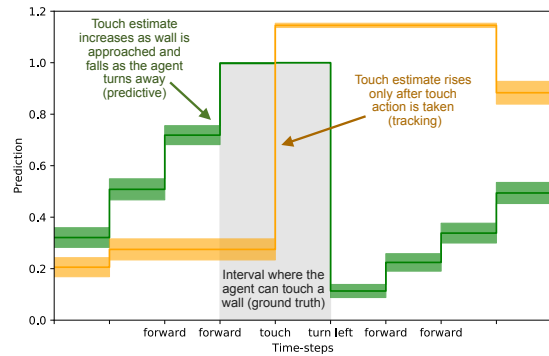 Touch estimate
increases as wall is
approached and
falls as the agent
turns away
(predictive)
Touch estimate rises
only after touch
action is taken
(tracking)
Interval where the
agent can touch a
wall (ground truth)
Prediction
1.2
1.0
0.8
0.6
0.4
0.2
0.0
forward forward touch turn left forward forward
Time-steps